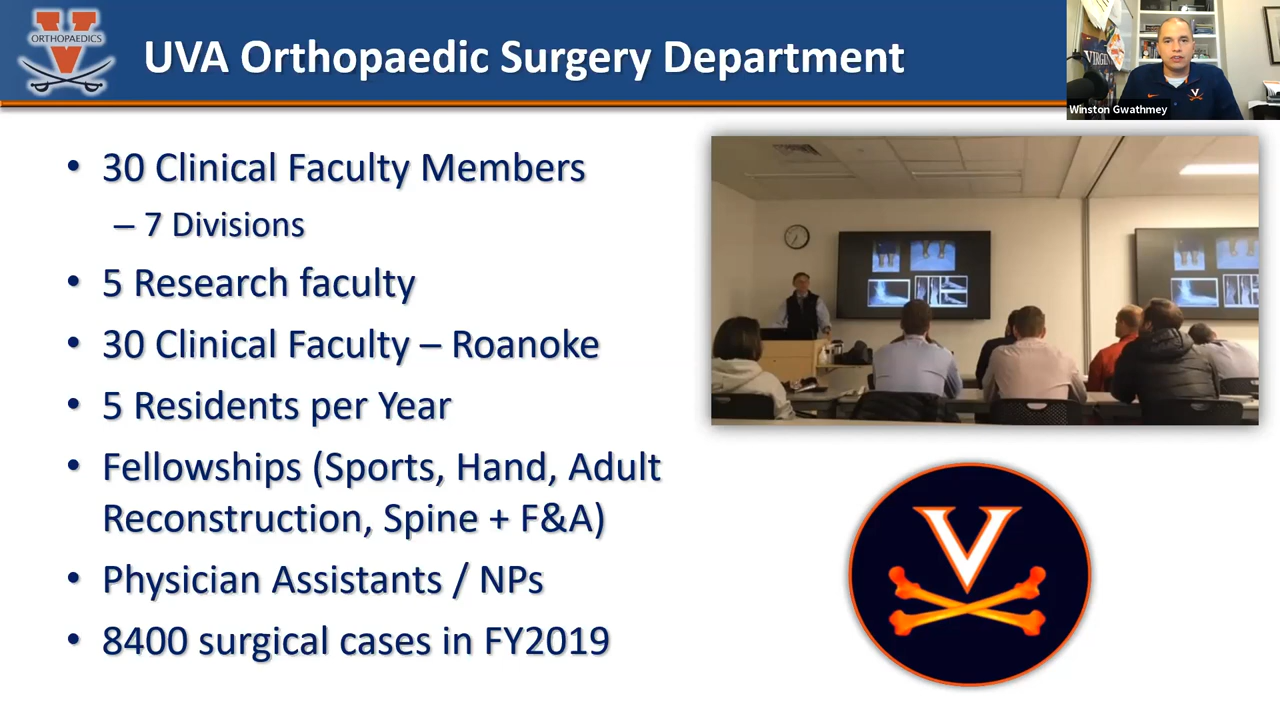 ORTHOPAEDICS
UVA Orthopaedic Surgery Department
Winston Gwathmey
• 30 Clinical Faculty Members
– 7 Divisions
• 5 Research faculty
• 30 Clinical Faculty – Roanoke
• 5 Residents per Year
• Fellowships (Sports, Hand, Adult
Reconstruction, Spine + F&A)
• Physician Assistants / NPs
• 8400 surgical cases in FY2019
V